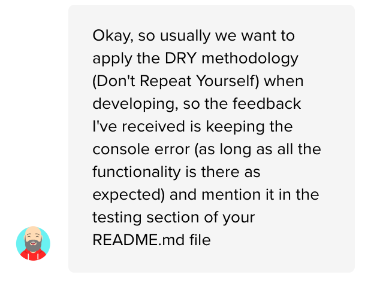 Okay, so usually we want to
apply the DRY methodology
(Don't Repeat Yourself) when
developing, so the feedback
I've received is keeping the
console error (as long as all the
functionality is there as
expected) and mention it in the
testing section of your
README.md file